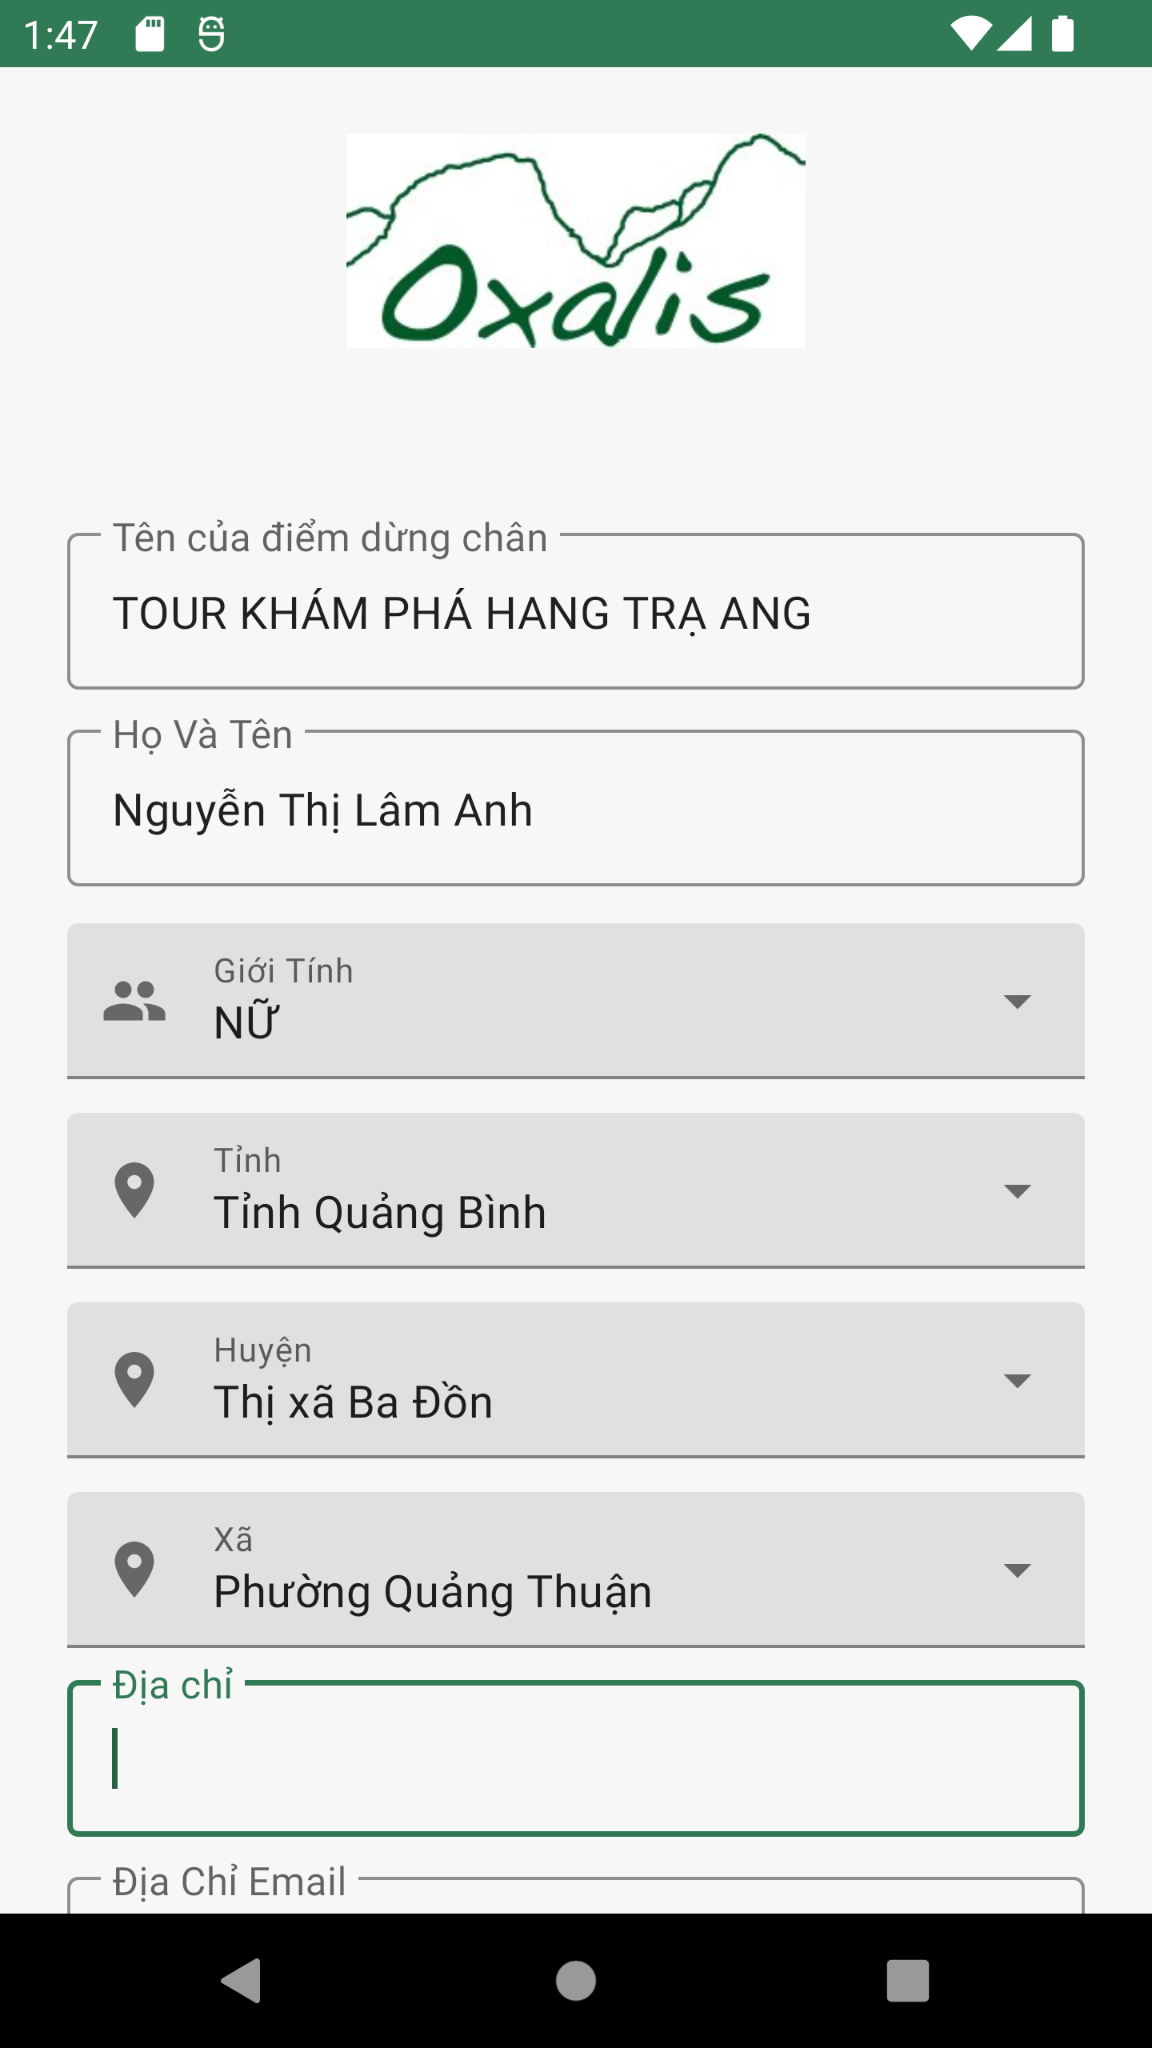 1:47
Oxalis
Tên của điểm dừng chân
TOUR KHÁM PHÁ HANG TRẠ ANG
Họ Và Tên
Nguyễn Thị Lâm Anh
Giới Tính
NỮ
Tỉnh
Tỉnh Quảng Bình
Huyện
Thị xã Ba Đồn
Xã
Phường Quảng Thuận
Địa chỉ
Địa Chỉ Email